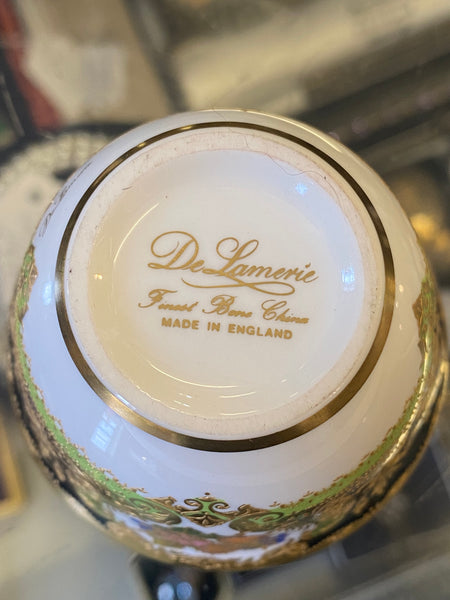 De Lamerie
Finest Bone China
MADE IN ENGLAND